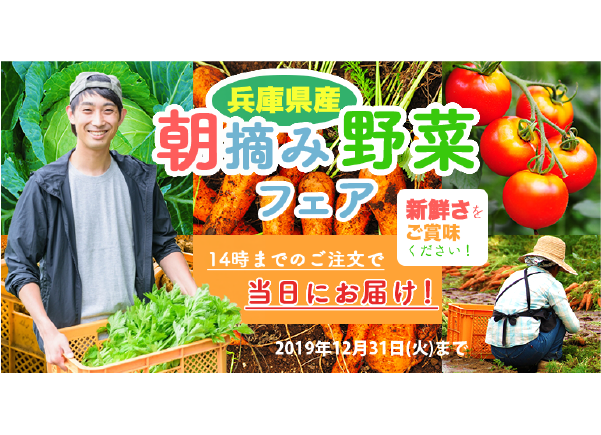 兵庫県産
朝摘み野菜
フェア
新鮮さを
ご賞味
ください！
14時までのご注文で
当日にお届け！
2019年12月31日(火)まで